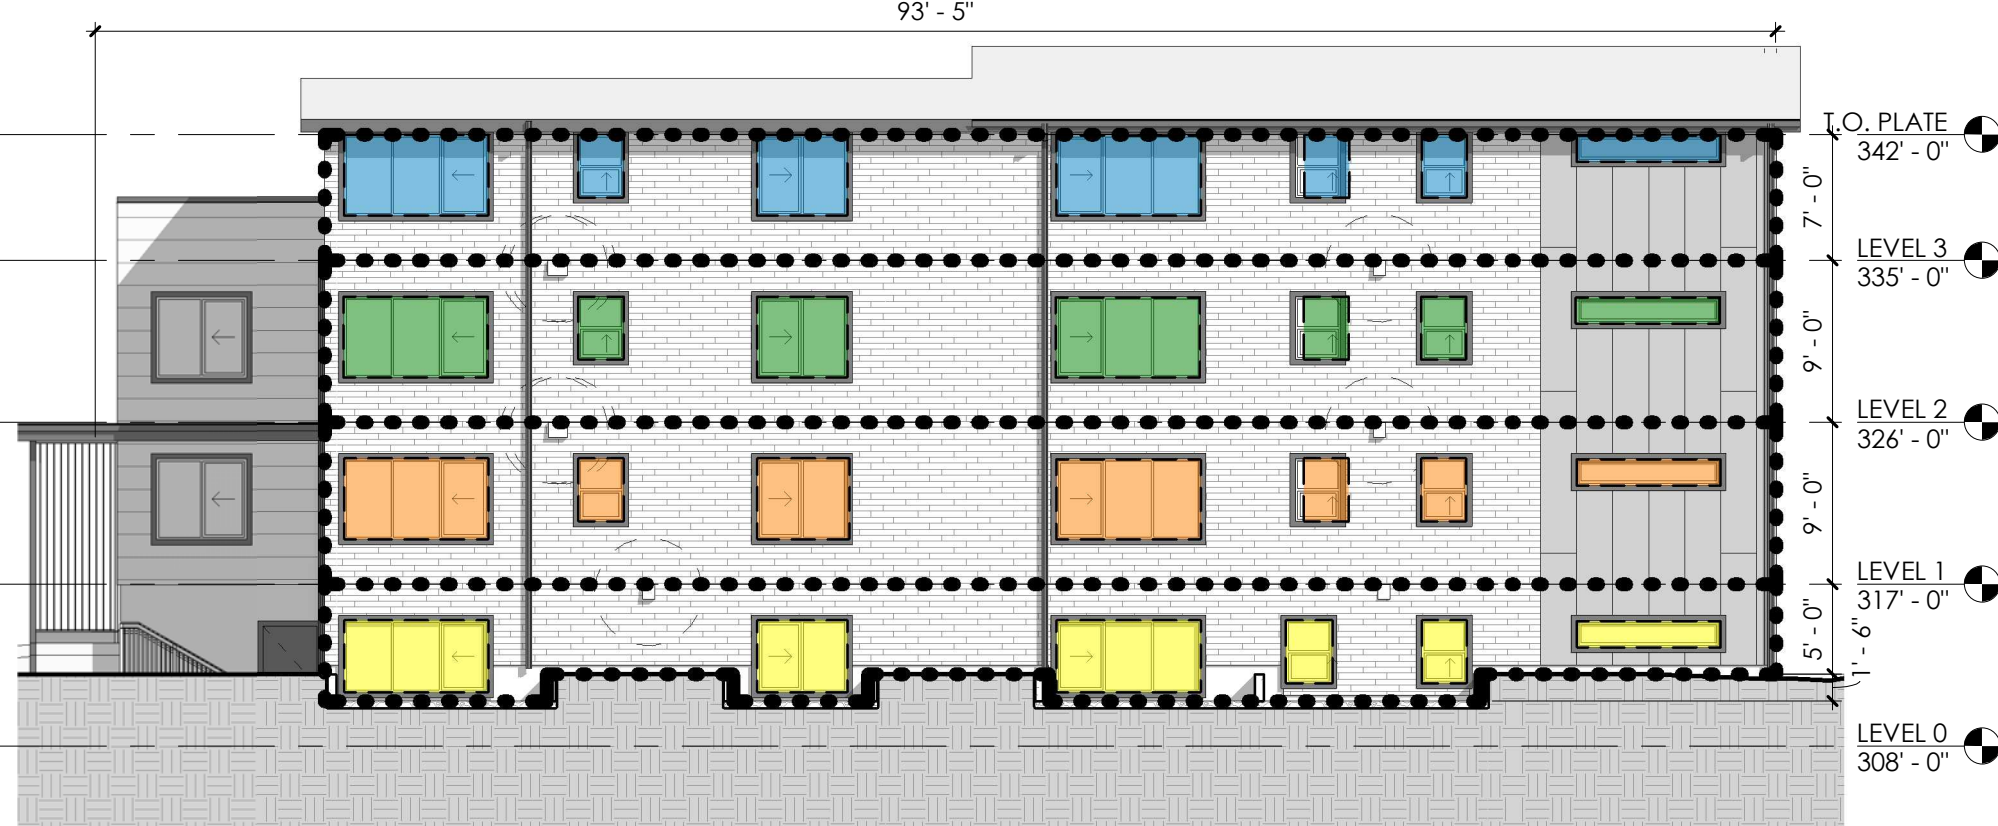 93' - 5"
T.O. PLATE
342' - 0"
7' - 0"
LEVEL 3
335' - 0"
9' - 0"
LEVEL 2
326' - 0"
9' - 0"
LEVEL 1
317' - 0"
5' - 0"
1' - 6"
LEVEL 0
308' - 0"